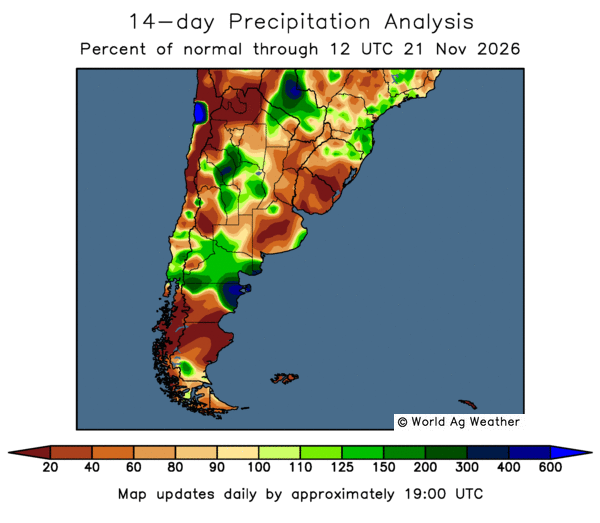 14-day Precipitation Analysis
Percent of normal through 12 UTC 21 Nov 2026
© World Ag Weather
20 40 60 80 90 100 110 125 150 200 300 400 600
Map updates daily by approximately 19:00 UTC